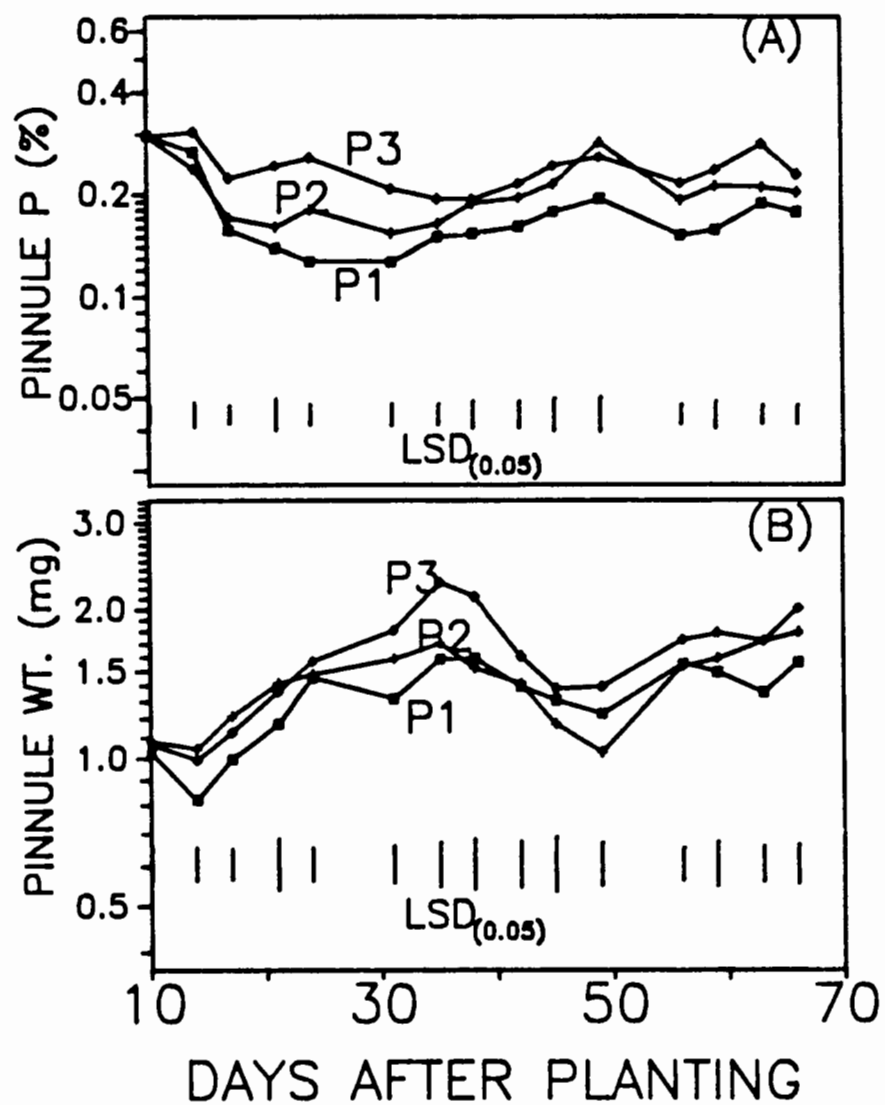 (A)
PINNULE P (%)
0.6
0.4
0.2
0.1
0.05
P3
P2
P1
LSD(0.05)
(B)
PINNULE WT. (mg)
3.0
2.0
1.5
1.0
0.5
P3
P2
P1
LSD(0.05)
10 30 50 70
DAYS AFTER PLANTING